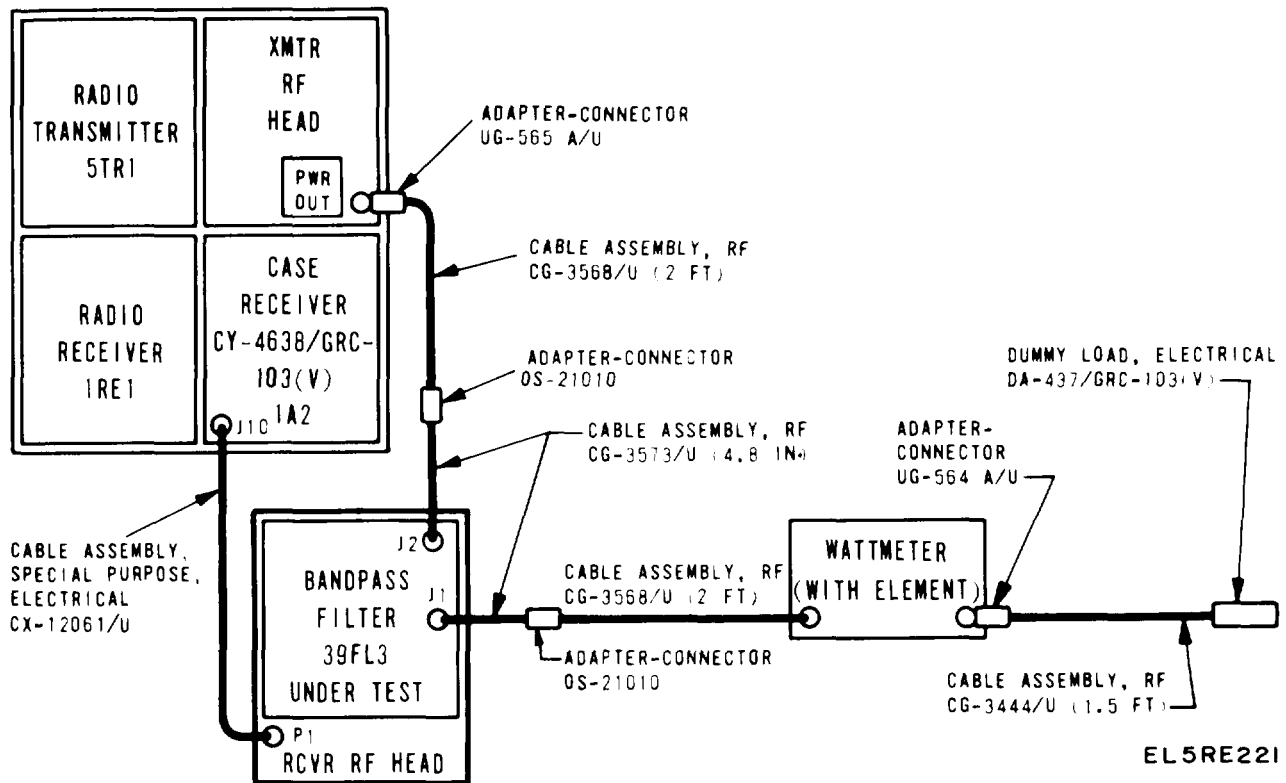 RADIO
TRANSMITTER
5TR1
XMTR
RF
HEAD
PWR
OUT
ADAPTER-CONNECTOR
UG-565 A/U
CABLE ASSEMBLY, RF
CG-3568/U (2 FT)
RADIO
RECEIVER
1RE1
CASE
RECEIVER
CY-4638/GRC-
103(V)
1A2
J10
ADAPTER-CONNECTOR
OS-21010
CABLE ASSEMBLY, RF
CG-3573/U (4.8 IN)
DUMMY LOAD, ELECTRICAL
DA-437/GRC-103(V)
ADAPTER-
CONNECTOR
UG-564 A/U
CABLE ASSEMBLY,
SPECIAL PURPOSE,
ELECTRICAL
CX-12061/U
J2
J1
BANDPASS
FILTER
39FL3
UNDER TEST
P1
RCVR RF HEAD
CABLE ASSEMBLY, RF
CG-3568/U (2 FT)
ADAPTER-CONNECTOR
OS-21010
WATTMETER
(WITH ELEMENT)
CABLE ASSEMBLY, RF
CG-3444/U (1.5 FT)
EL5RE221